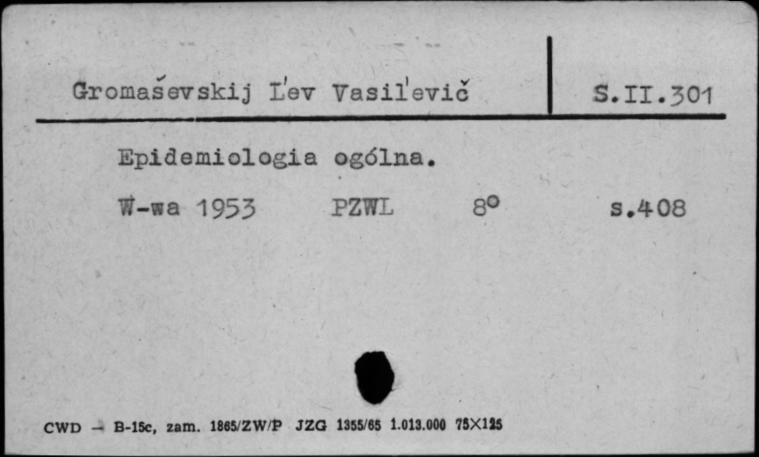 Gromaševskij L'ev Vasil'evič S.II.301
Epidemiologia ogólna.
W-wa 1953 PZWL 8° s.408
CWD — B-15c, zam. 1865/ZW/P JZG 1355/65 1.013.000 75X125